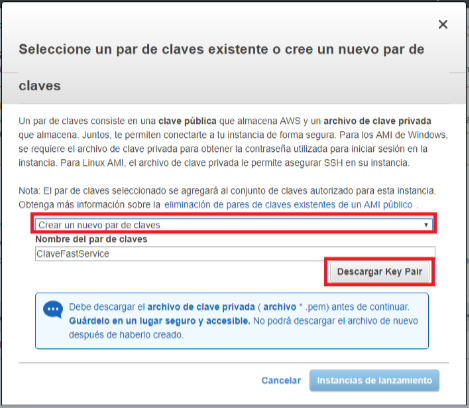 ×
Seleccione un par de claves existente o cree un nuevo par de
claves
Un par de claves consiste en una clave pública que almacena AWS y un archivo de clave privada
que almacena. Juntos, te permiten conectarte a tu instancia de forma segura. Para los AMI de Windows,
se requiere el archivo de clave privada para obtener la contraseña utilizada para iniciar sesión en la
instancia. Para Linux AMI, el archivo de clave privada le permite asegurar SSH en su instancia.
Nota: El par de claves seleccionado se agregará al conjunto de claves autorizado para esta instancia.
Obtenga más información sobre la eliminación de pares de claves existentes de un AMI público .
Crear un nuevo par de claves
Nombre del par de claves
ClaveFastService
Descargar Key Pair
Debe descargar el archivo de clave privada ( archivo * .pem) antes de continuar.
Guárdelo en un lugar seguro y accesible. No podrá descargar el archivo de nuevo
después de haberlo creado.
Cancelar Instancias de lanzamiento